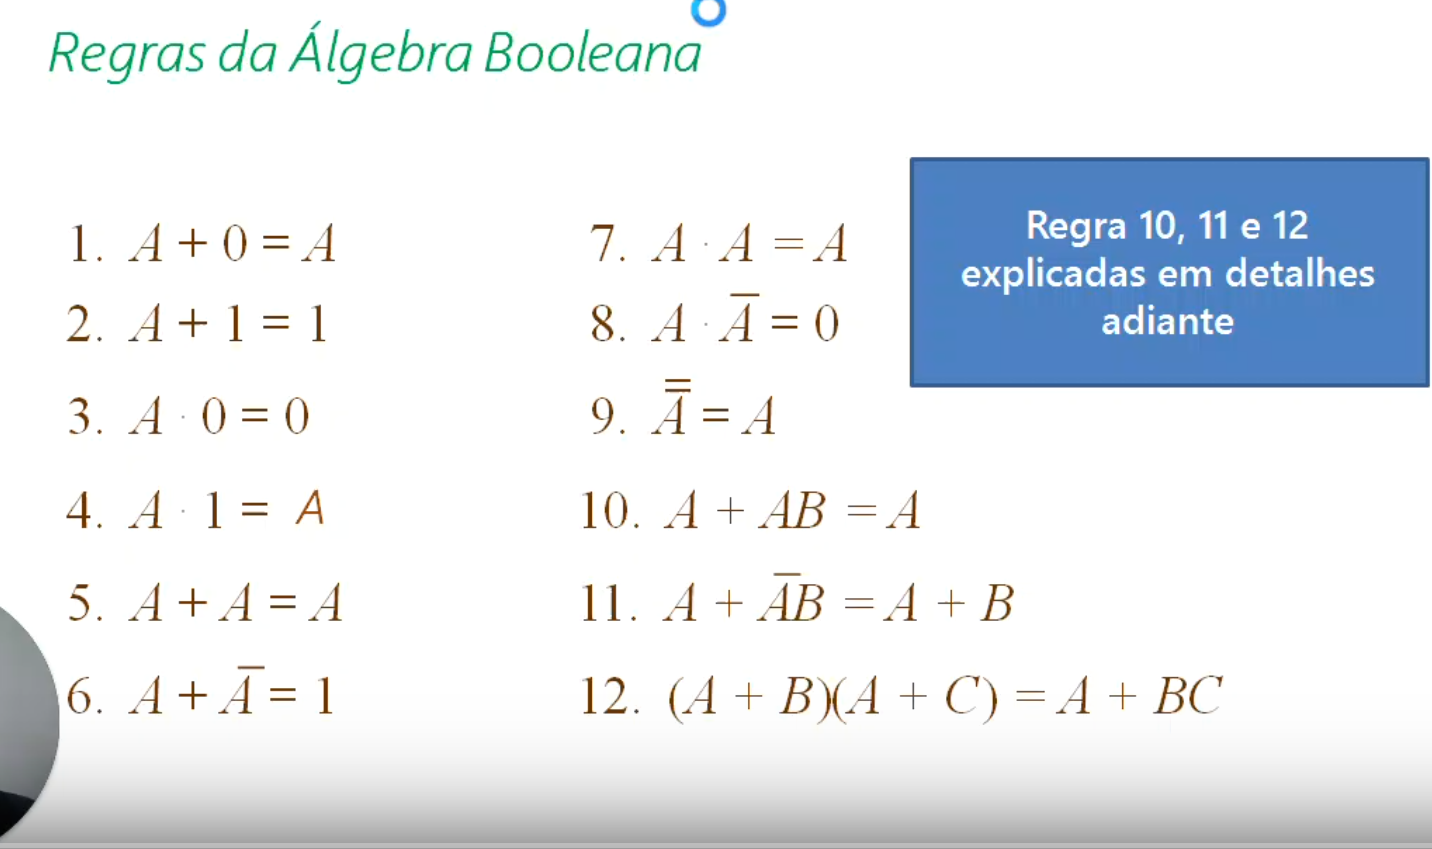 Regras da Álgebra Booleana
1. A + 0 = A
2. A + 1 = 1
3. A · 0 = 0
4. A · 1 = A
5. A + A = A
6. A + A̅ = 1
7. A · A = A
8. A · A̅ = 0
9. A̿ = A
10. A + AB = A
11. A + A̅B = A + B
12. (A + B)(A + C) = A + BC
Regra 10, 11 e 12
explicadas em detalhes
adiante